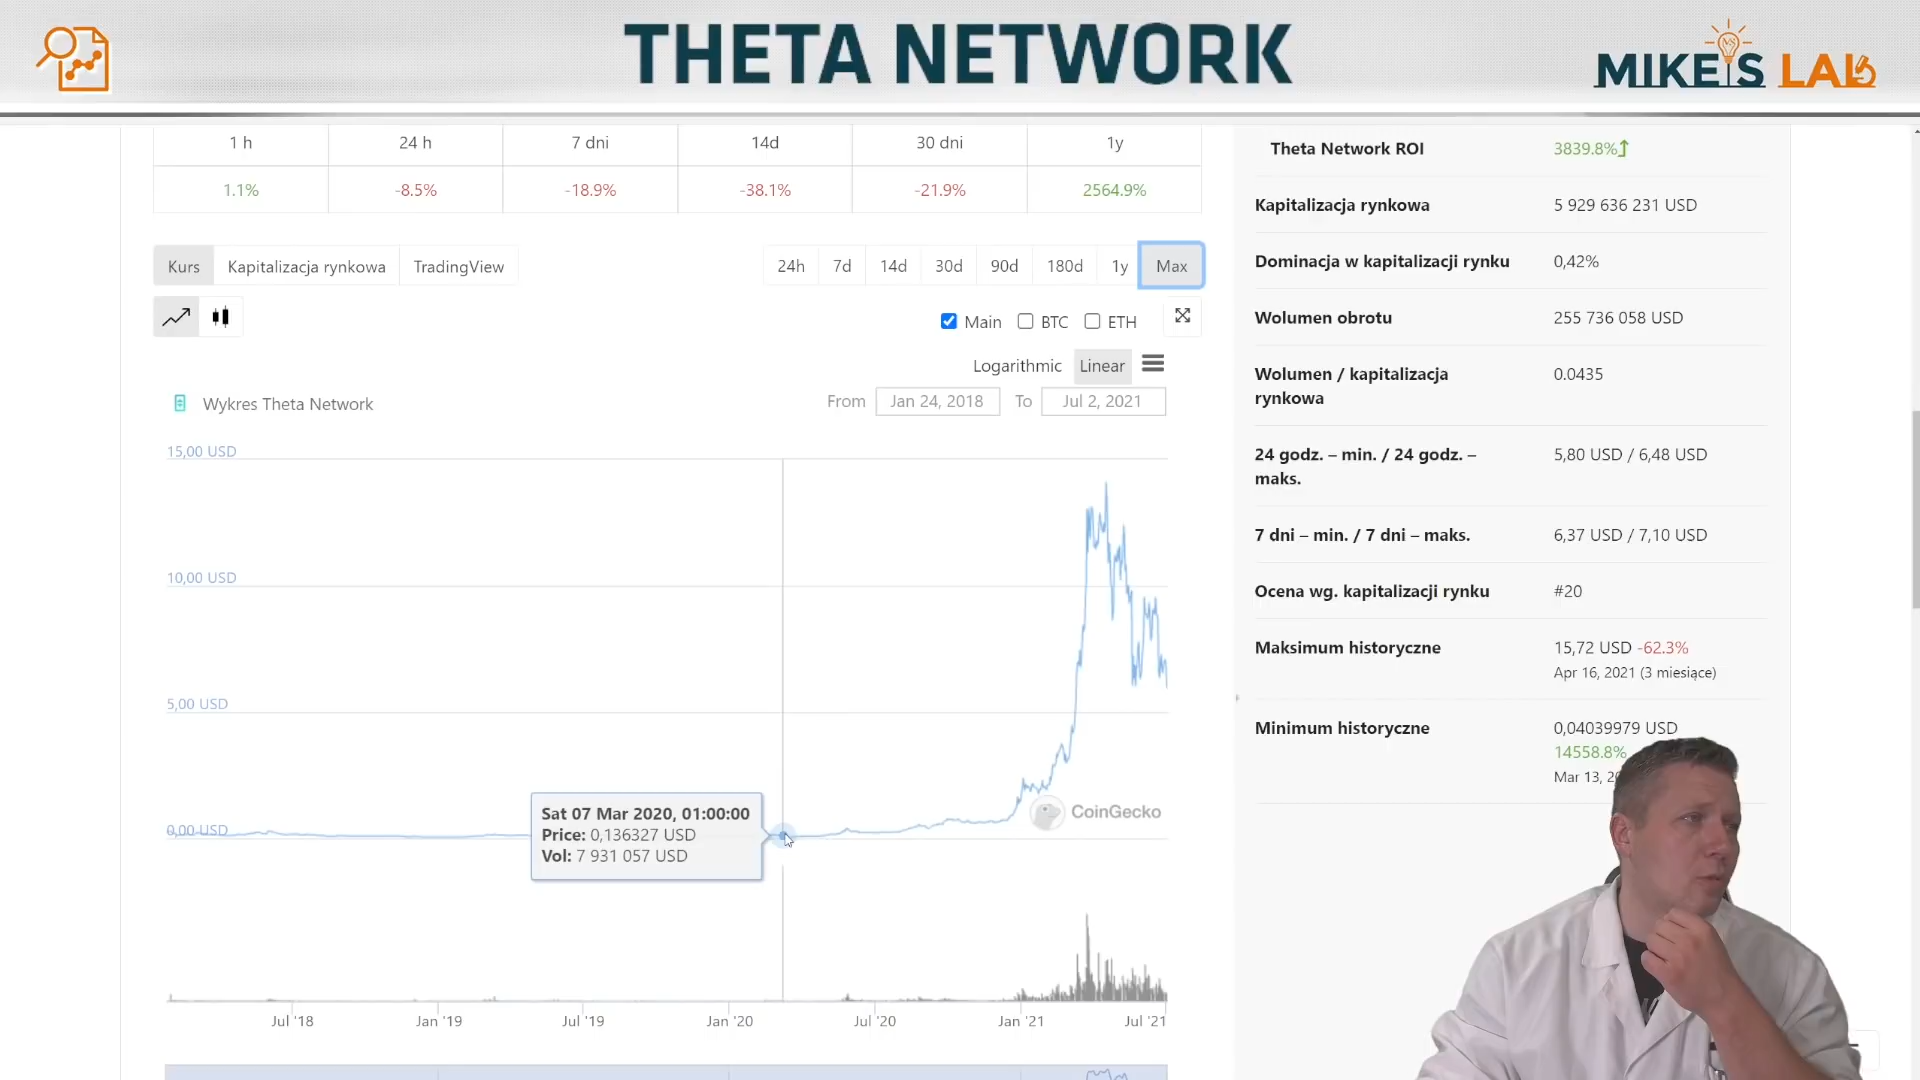 THETA NETWORK
MIKE'S LAB
1 h 24 h 7 dni 14d 30 dni 1y
1.1% -8.5% -18.9% -38.1% -21.9% 2564.9%
Kurs Kapitalizacja rynkowa TradingView
24h 7d 14d 30d 90d 180d 1y Max
Main BTC ETH
Logarithmic Linear
Wykres Theta Network
From Jan 24, 2018 To Jul 2, 2021
15,00 USD
10,00 USD
5,00 USD
0,00 USD
Sat 07 Mar 2020, 01:00:00
Price: 0,136327 USD
Vol: 7 931 057 USD
CoinGecko
Jul '18 Jan '19 Jul '19 Jan '20 Jul '20 Jan '21 Jul '21
Theta Network ROI 3839.8%
Kapitalizacja rynkowa 5 929 636 231 USD
Dominacja w kapitalizacji rynku 0,42%
Wolumen obrotu 255 736 058 USD
Wolumen / kapitalizacja 0.0435
rynkowa
24 godz. – min. / 24 godz. – 5,80 USD / 6,48 USD
maks.
7 dni – min. / 7 dni – maks. 6,37 USD / 7,10 USD
Ocena wg. kapitalizacji rynku #20
Maksimum historyczne 15,72 USD -62.3%
Apr 16, 2021 (3 miesiące)
Minimum historyczne 0,04039979 USD
14558.8%
Mar 13,